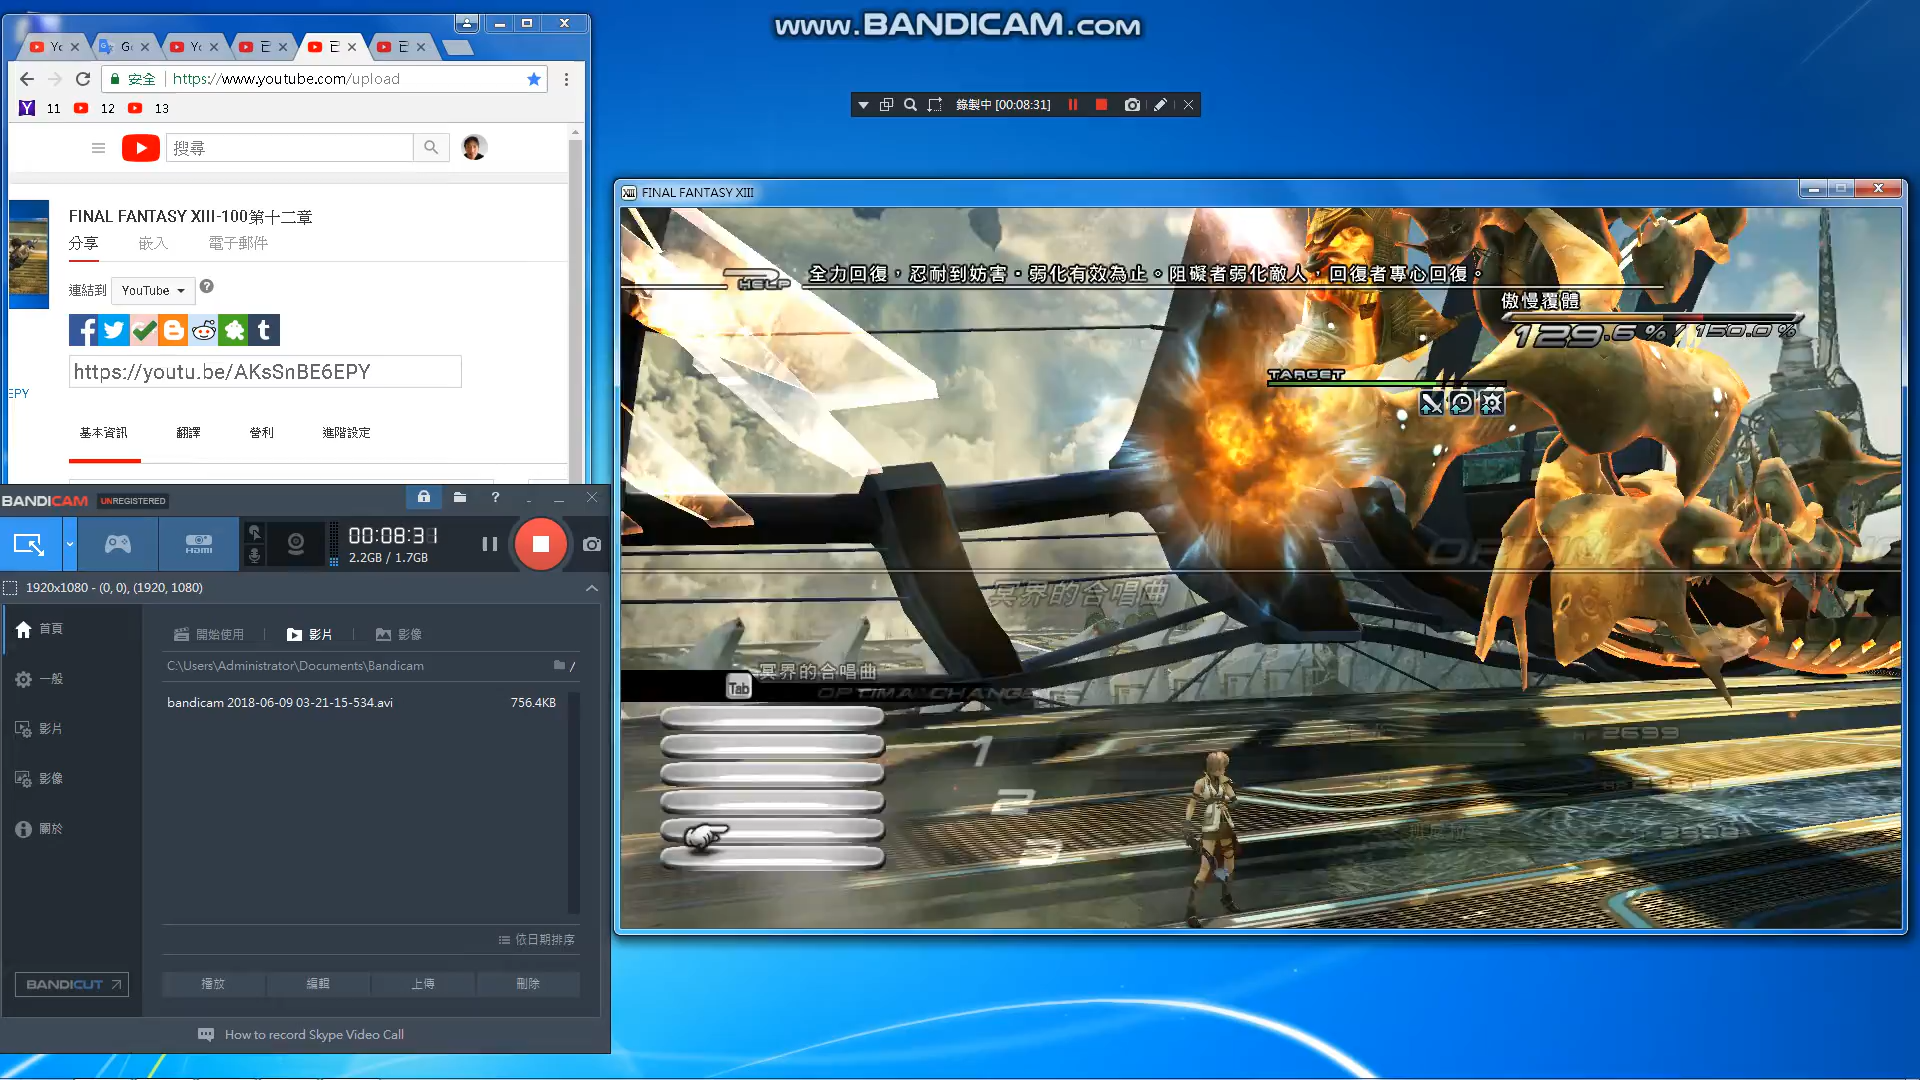 www.BANDICAM.com
安全 https://www.youtube.com/upload
11 12 13
搜尋
FINAL FANTASY XIII-100第十二章
分享 嵌入 電子郵件
連結到 YouTube
https://youtu.be/AKsSnBE6EPY
EPY
基本資訊 翻譯 營利 進階設定
錄製中 [00:08:31]
BANDICAM UNREGISTERED
HDMI
00:08:31
2.2GB / 1.7GB
1920x1080 - (0, 0), (1920, 1080)
首頁
一般
影片
影像
關於
開始使用 影片 影像
C:\Users\Administrator\Documents\Bandicam
/
bandicam 2018-06-09 03-21-15-534.avi 756.4KB
依日期排序
播放 編輯 上傳 刪除
BANDICUT
How to record Skype Video Call
XIII FINAL FANTASY XIII
HELP 全力回復，忍耐到妨害・弱化有效為止。阻礙者弱化敵人，回復者專心回復。
傲慢覆體
129.6 % / 150.0 %
TARGET
OPTIMA CHANGE
冥界的合唱曲
冥界的合唱曲
Tab
OPTIMA CHANGE
1
2
3
HP 2699
3998